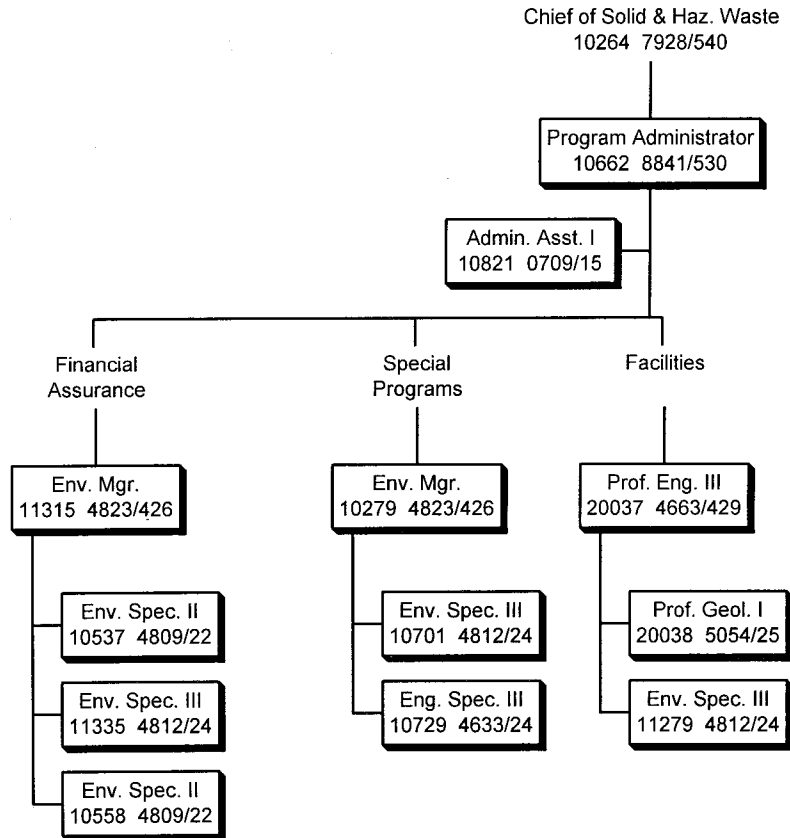 Chief of Solid & Haz. Waste
10264 7928/540
Program Administrator
10662 8841/530
Admin. Asst. I
10821 0709/15
Financial
Assurance
Special
Programs
Facilities
Env. Mgr.
11315 4823/426
Env. Mgr.
10279 4823/426
Prof. Eng. III
20037 4663/429
Env. Spec. II
10537 4809/22
Env. Spec. III
10701 4812/24
Prof. Geol. I
20038 5054/25
Env. Spec. III
11335 4812/24
Eng. Spec. III
10729 4633/24
Env. Spec. III
11279 4812/24
Env. Spec. II
10558 4809/22